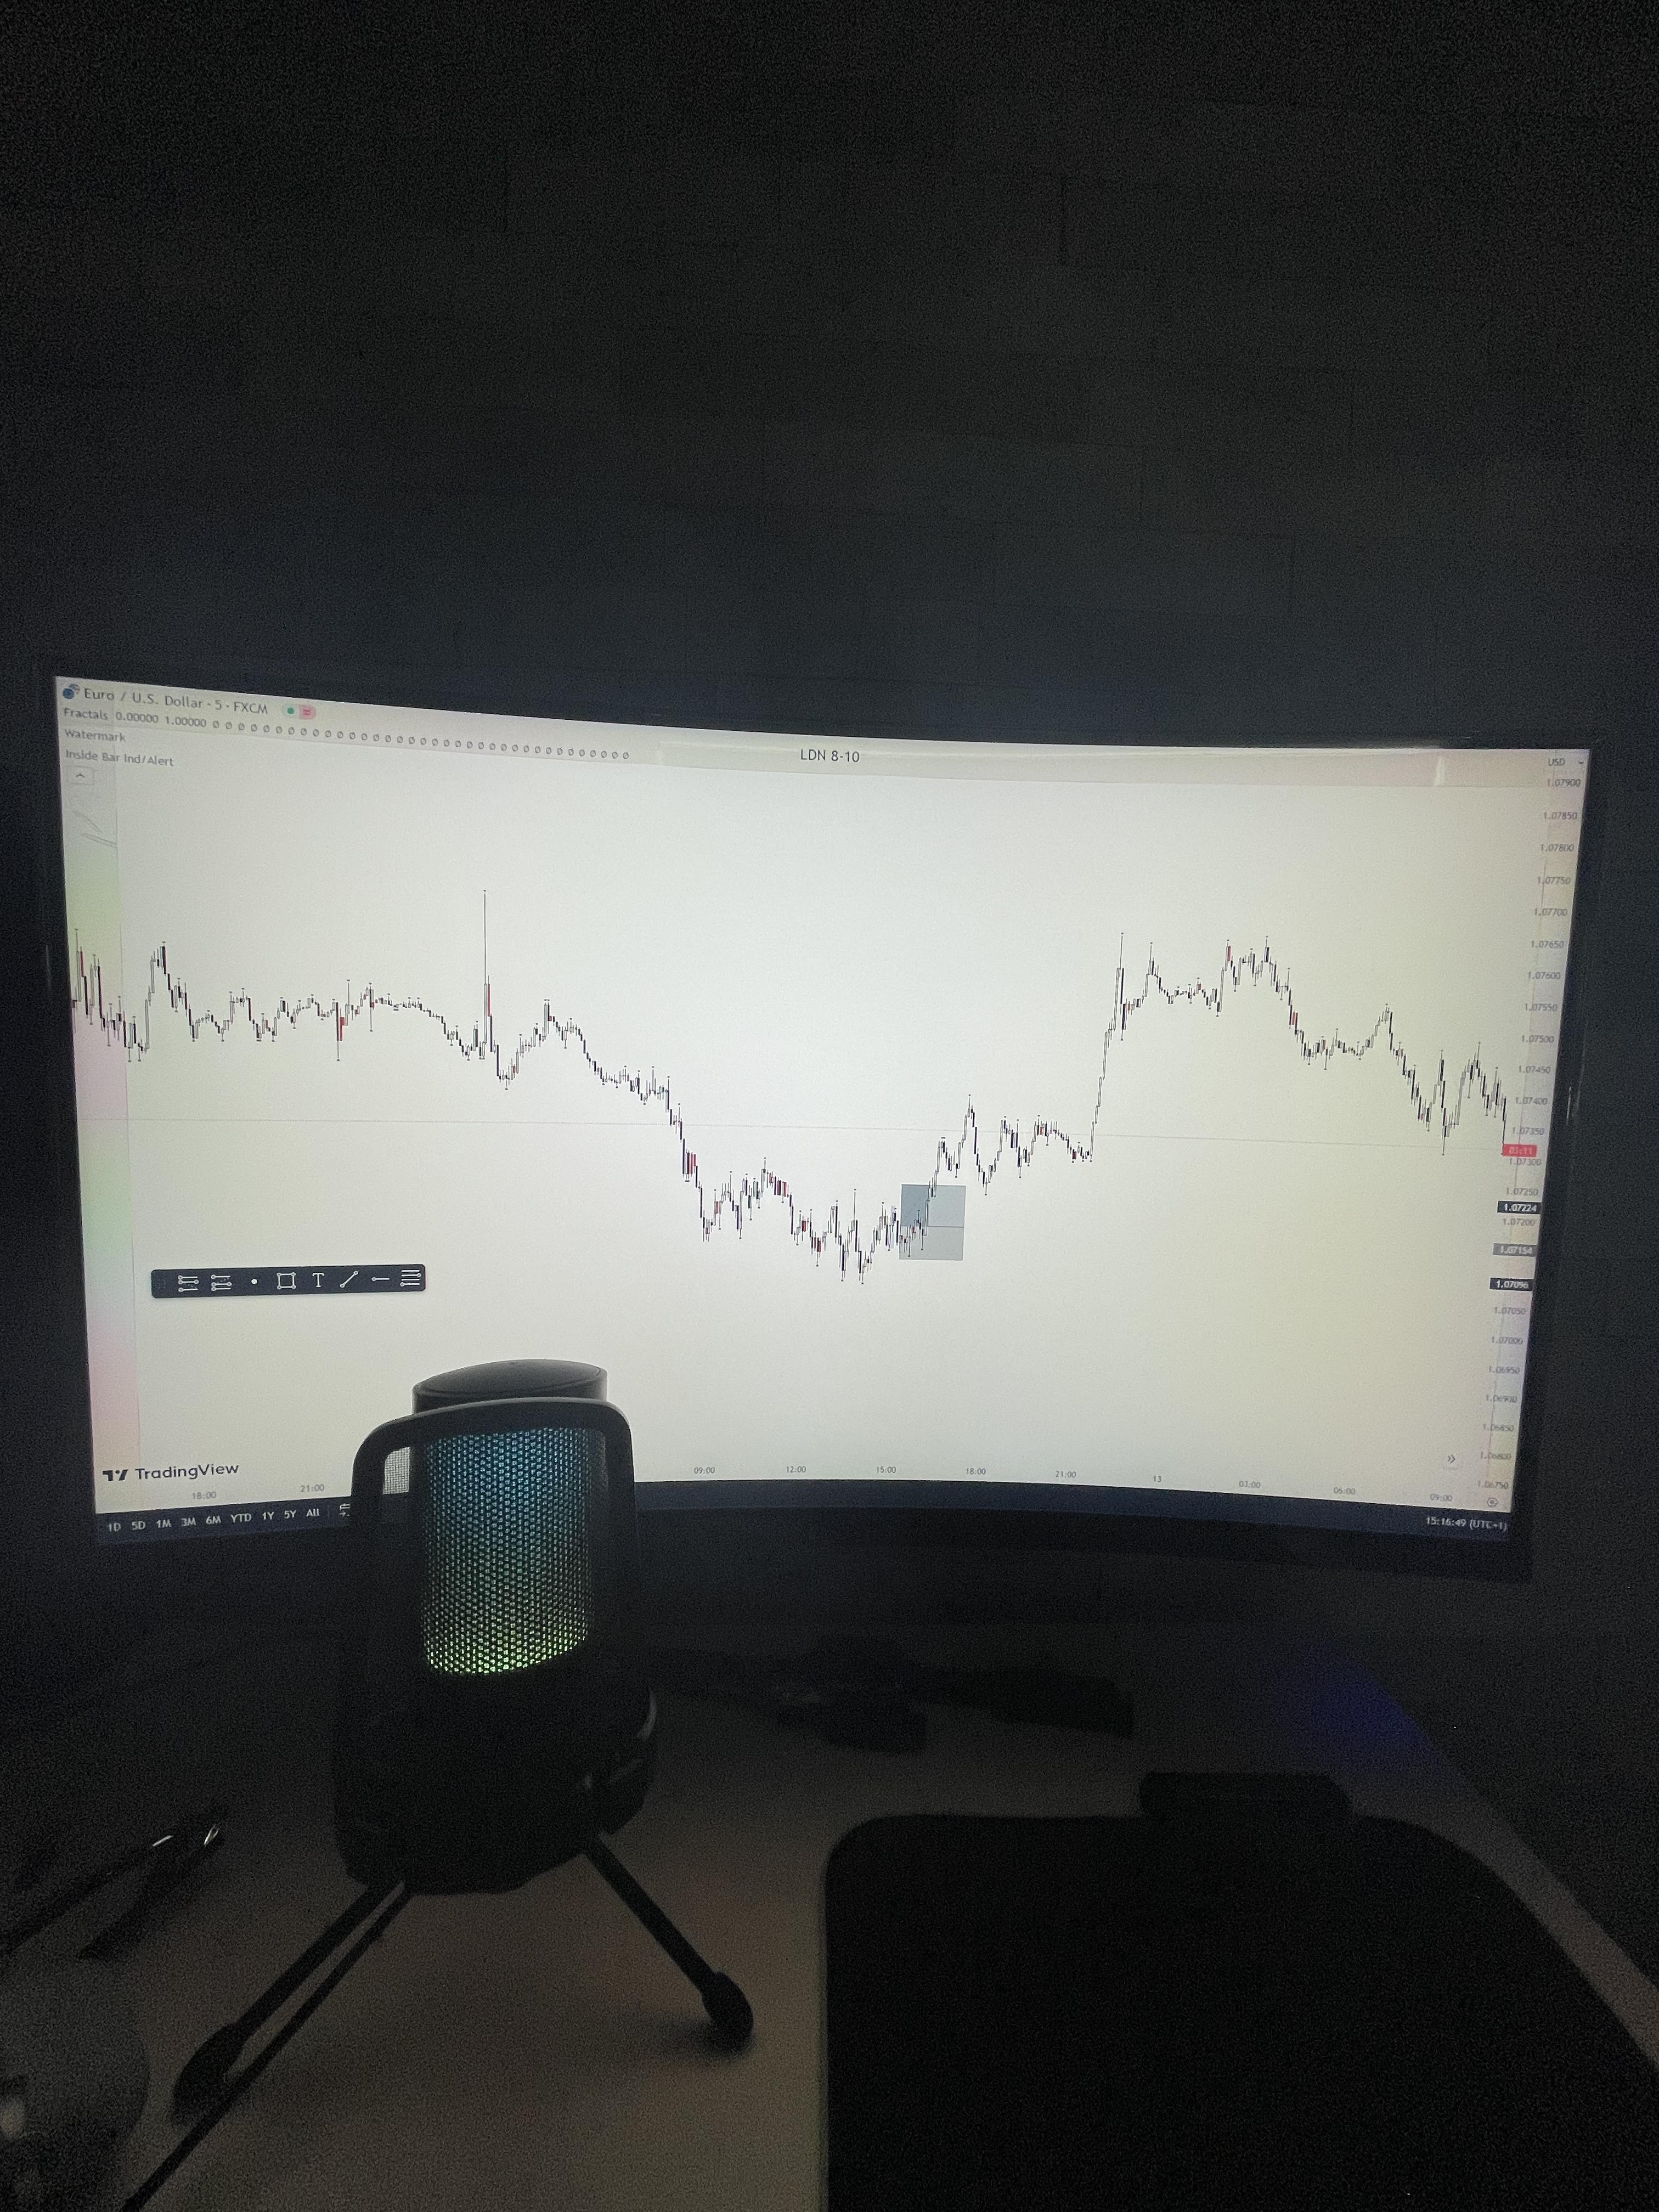 Euro / U.S. Dollar · 5 · FXCM
Fractals 0.00000 1.00000 ∅ ∅ ∅ ∅ ∅ ∅ ∅ ∅ ∅ ∅ ∅ ∅ ∅ ∅ ∅ ∅ ∅ ∅ ∅ ∅ ∅ ∅ ∅ ∅ ∅ ∅ ∅ ∅ ∅ ∅ ∅ ∅ ∅ ∅ ∅
Watermark
Inside Bar Ind/Alert
LDN 8-10
USD
1.07900
1.07850
1.07800
1.07750
1.07700
1.07650
1.07600
1.07550
1.07500
1.07450
1.07400
1.07350
03:11
1.07300
1.07250
1.07224
1.07200
1.07154
1.07096
1.07050
1.07000
1.06950
1.06900
1.06850
1.06800
1.06750
T
TradingView
18:00 21:00 09:00 12:00 15:00 18:00 21:00 13 03:00 06:00 09:00
1D 5D 1M 3M 6M YTD 1Y 5Y All
15:16:49 (UTC+1)